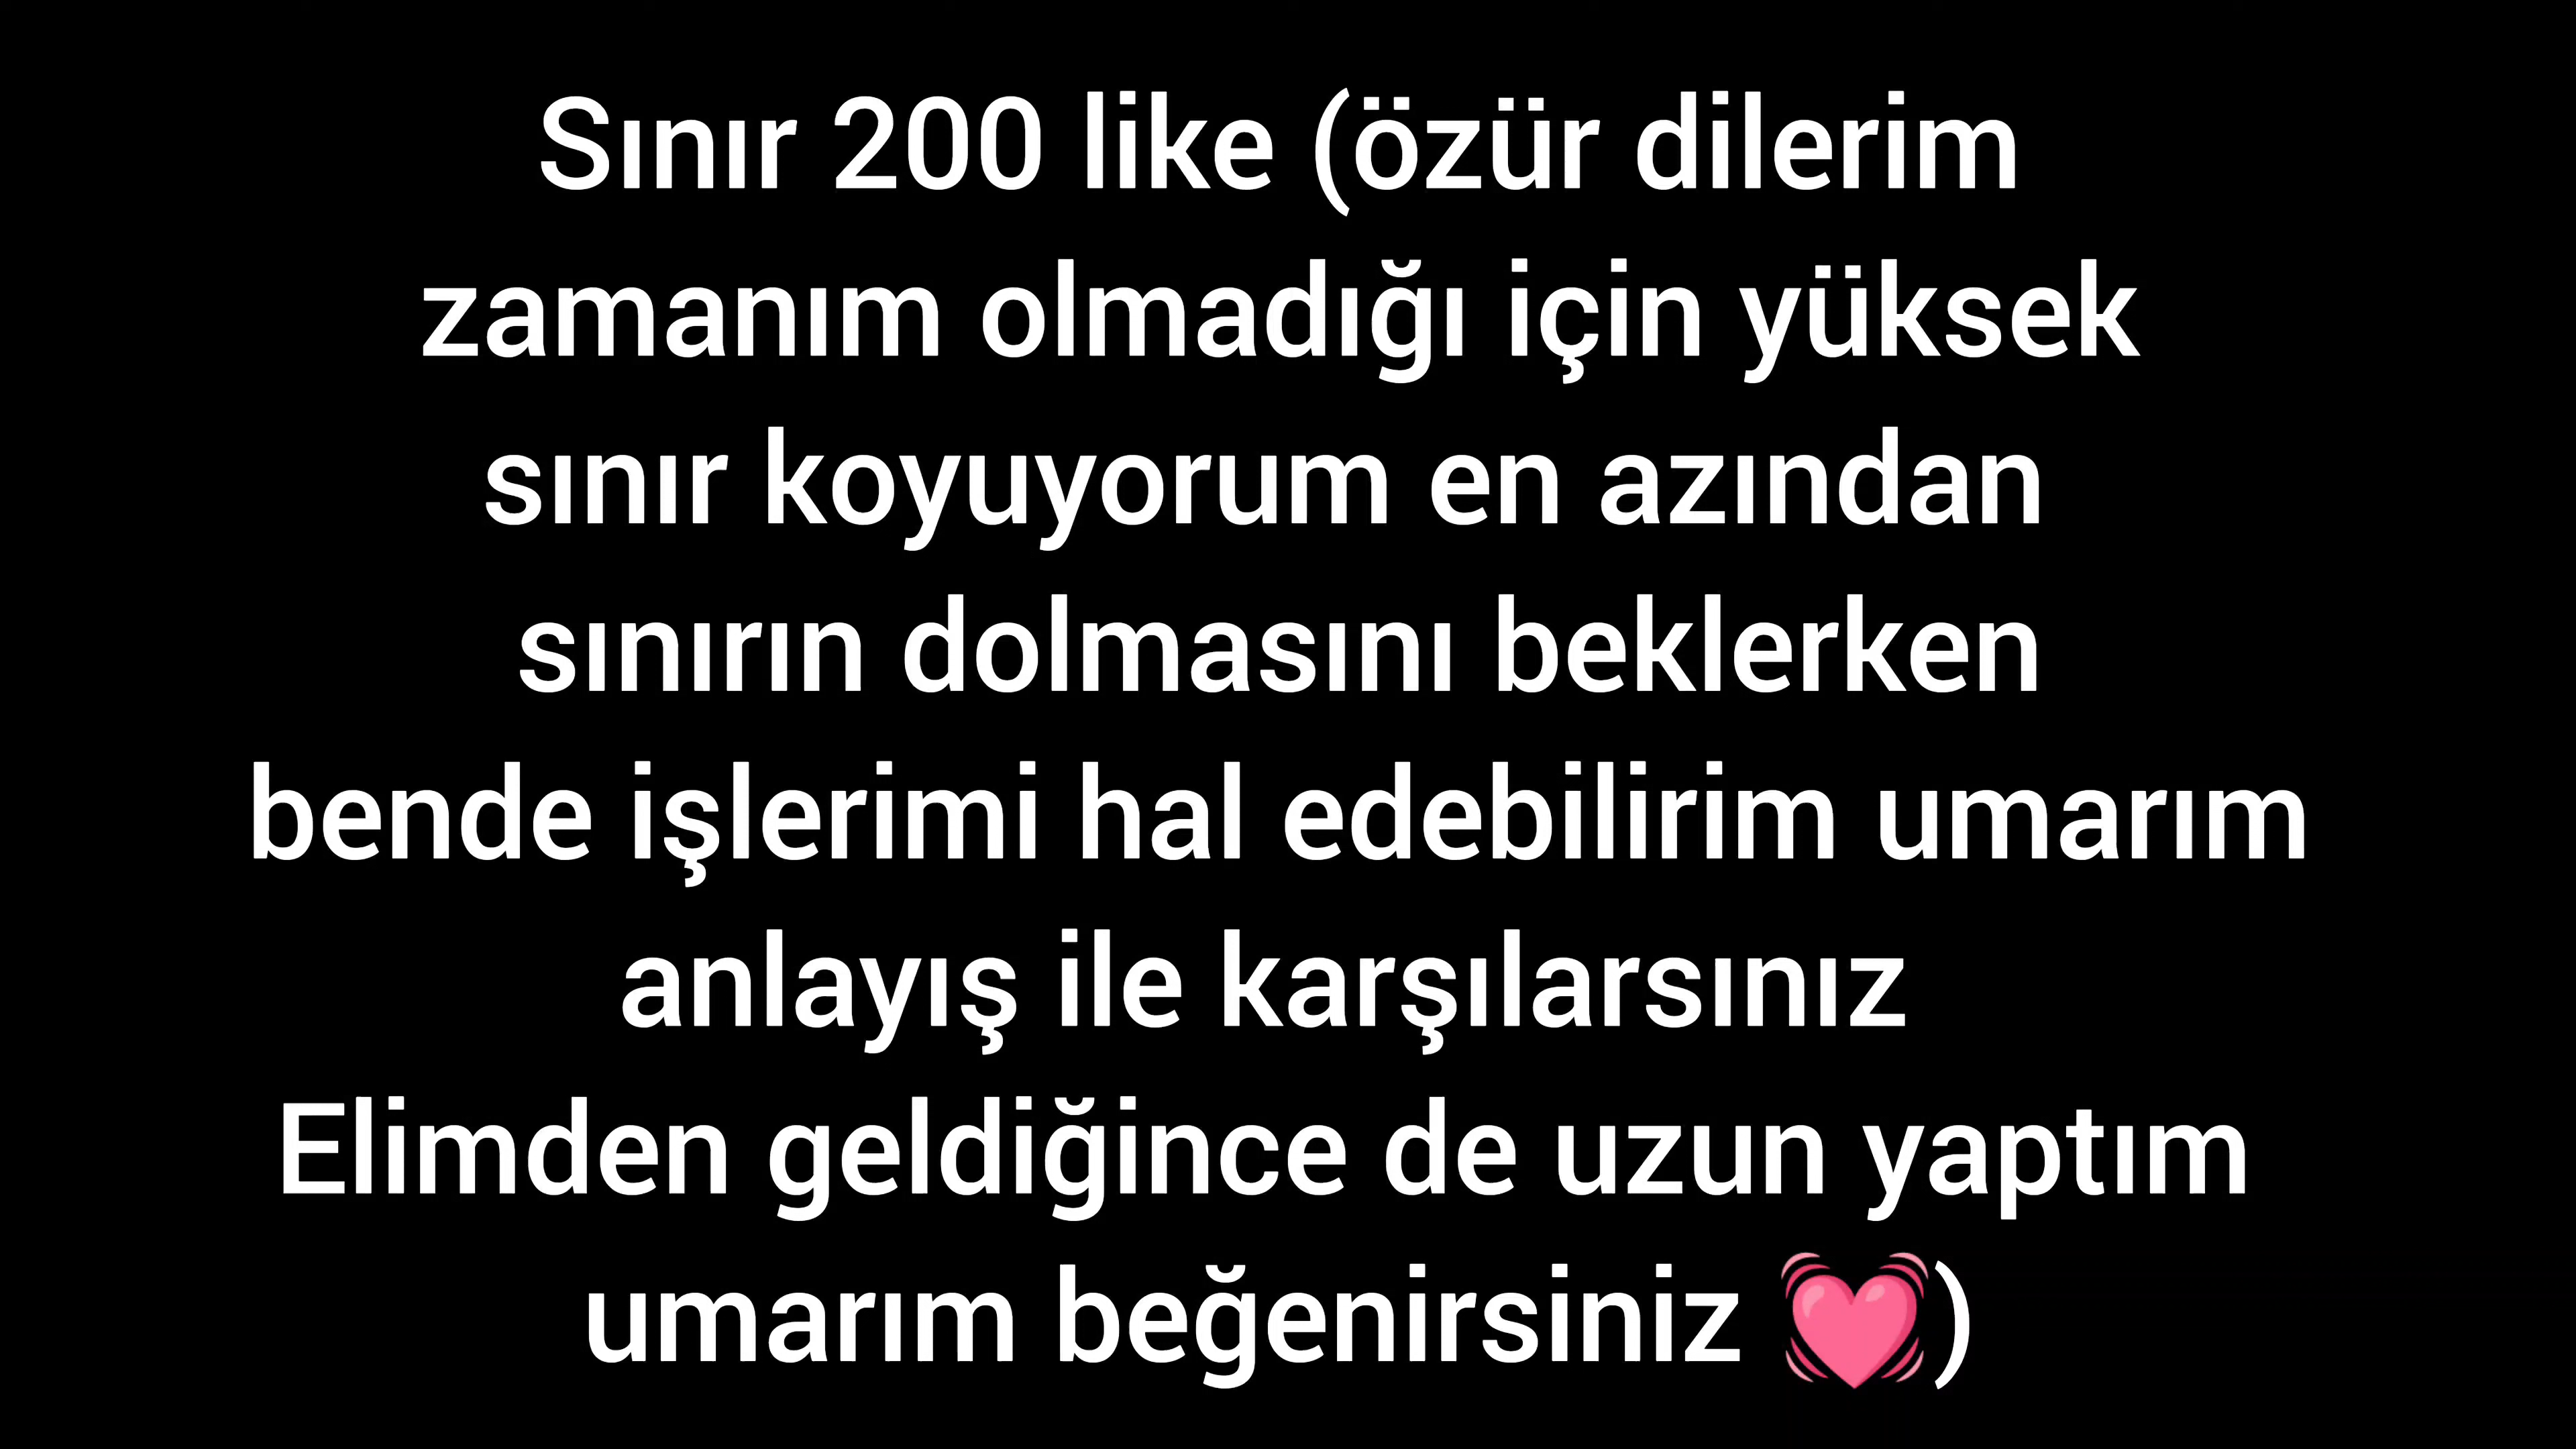 Sınır 200 like (özür dilerim
zamanım olmadığı için yüksek
sınır koyuyorum en azından
sınırın dolmasını beklerken
bende işlerimi hal edebilirim umarım
anlayış ile karşılarsınız
Elimden geldiğince de uzun yaptım
umarım beğenirsiniz 💓)